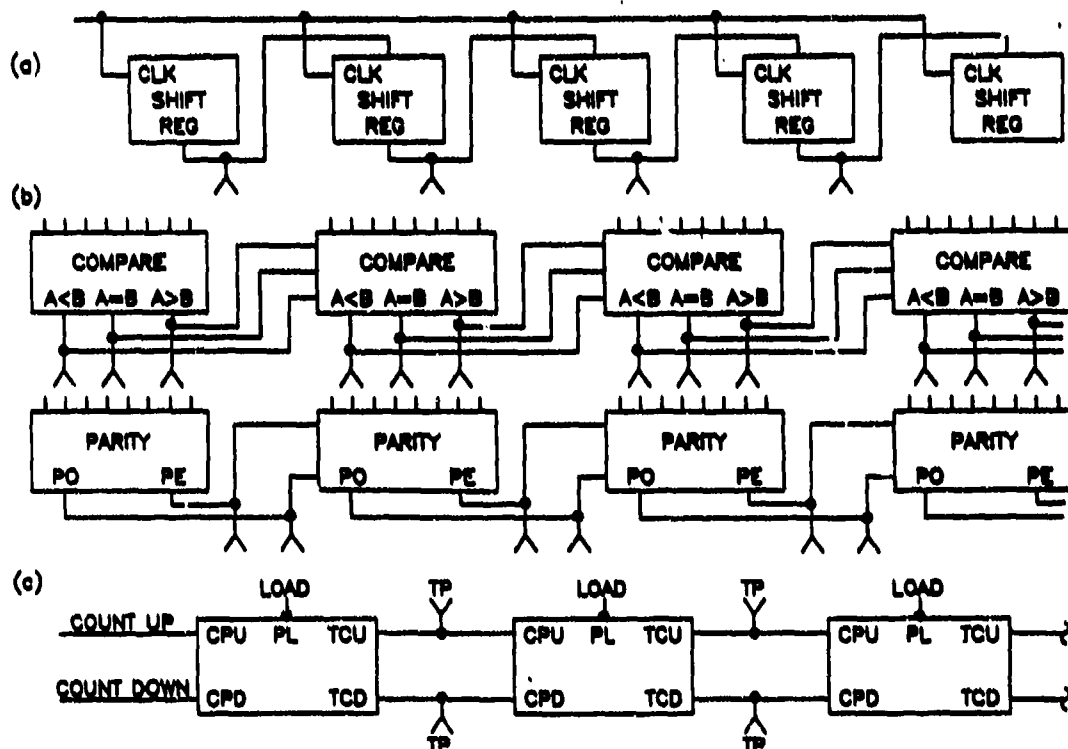 (a)
CLK SHIFT REG
CLK SHIFT REG
CLK SHIFT REG
CLK SHIFT REG
CLK SHIFT REG
(b)
COMPARE
A<B A=B A>B
COMPARE
A<B A=B A>B
COMPARE
A<B A=B A>B
COMPARE
A<B A=B A>B
PARITY
PO PE
PARITY
PO PE
PARITY
PO PE
PARITY
PO PE
(c)
LOAD TP LOAD TP LOAD
COUNT UP CPU PL TCU CPU PL TCU CPU PL TCU
COUNT DOWN CPD TCD CPD TCD CPD TCD
TP TP